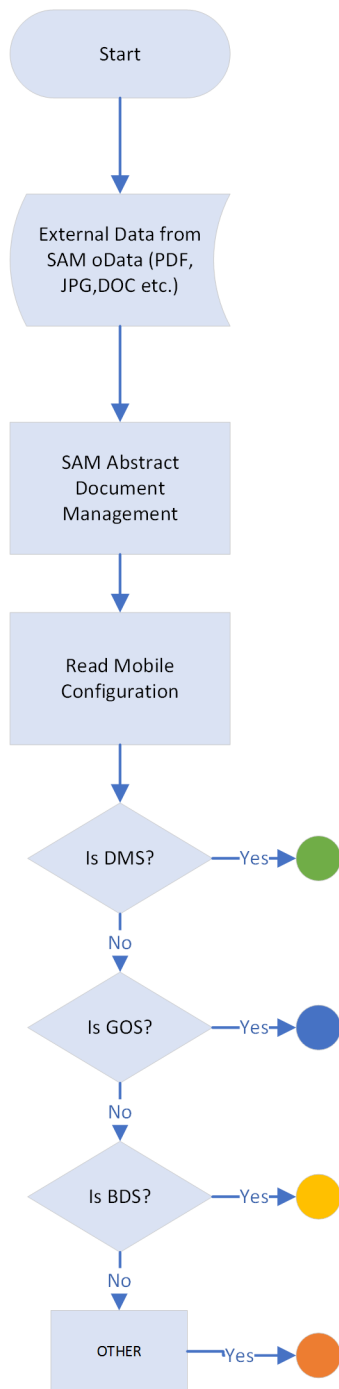 Start
External Data from
SAM oData (PDF,
JPG,DOC etc.)
SAM Abstract
Document
Management
Read Mobile
Configuration
Is DMS?
Yes
No
Is GOS?
Yes
No
Is BDS?
Yes
No
OTHER
Yes